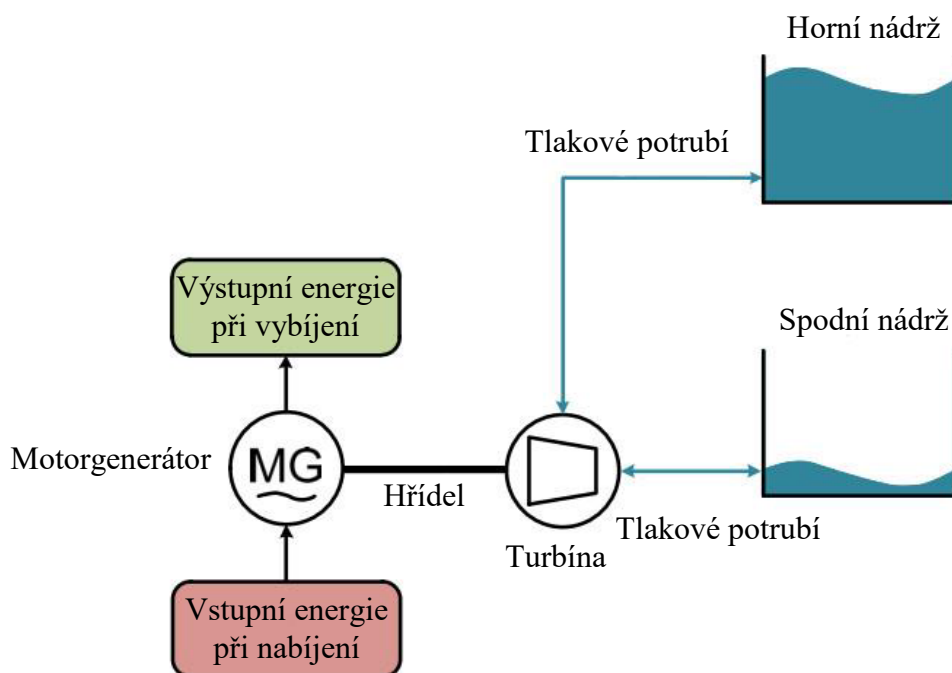 Horní nádrž
Tlakové potrubí
Výstupní energie
při vybíjení
Spodní nádrž
Motorgenerátor
MG
Hřídel
Tlakové potrubí
Turbína
Vstupní energie
při nabíjení